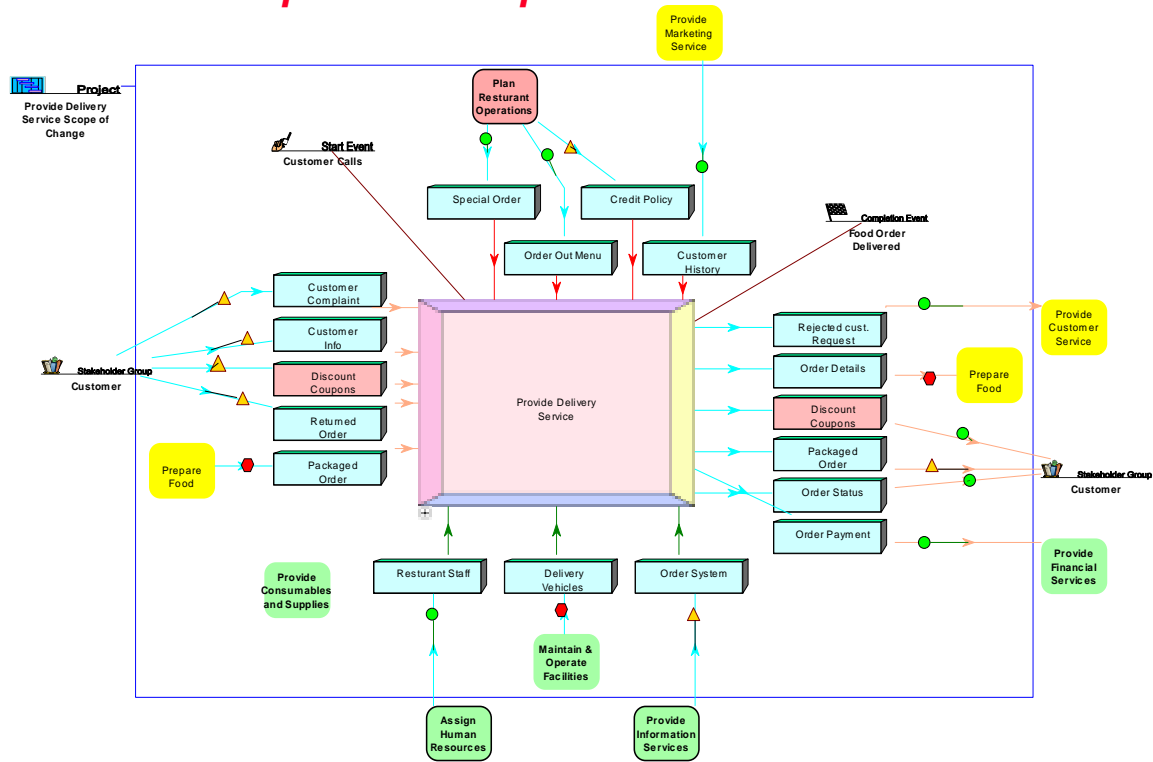 Provide
Marketing
Service
Project
Provide Delivery
Service Scope of
Change
Plan
Resturant
Operations
Start Event
Customer Calls
Special Order
Credit Policy
Completion Event
Food Order
Delivered
Order Out Menu
Customer
History
Customer
Complaint
Customer
Info
Discount
Coupons
Returned
Order
Packaged
Order
Stakeholder Group
Customer
Prepare
Food
Provide Delivery
Service
Rejected cust.
Request
Order Details
Discount
Coupons
Packaged
Order
Order Status
Order Payment
Provide
Customer
Service
Prepare
Food
Stakeholder Group
Customer
Provide
Financial
Services
Provide
Consumables
and Supplies
Resturant Staff
Delivery
Vehicles
Order System
Maintain &
Operate
Facilities
Assign
Human
Resources
Provide
Information
Services